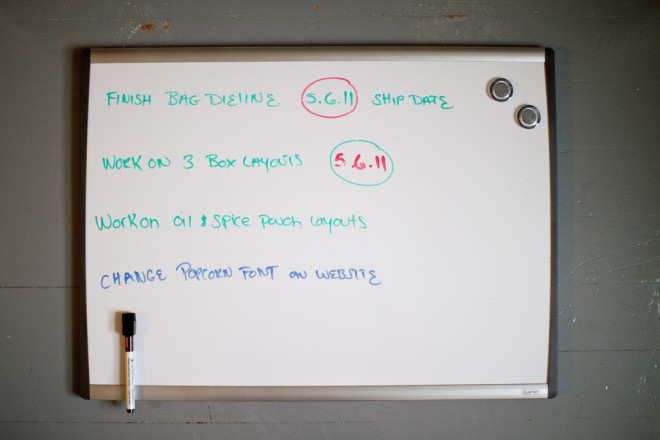 FINISH BAG DIELINE 5.6.11 SHIP DATE
WORK ON 3 BOX LAYOUTS 5.6.11
Work on oil & Spice Pouch Layouts
CHANGE POPCORN FONT ON WEBSITE